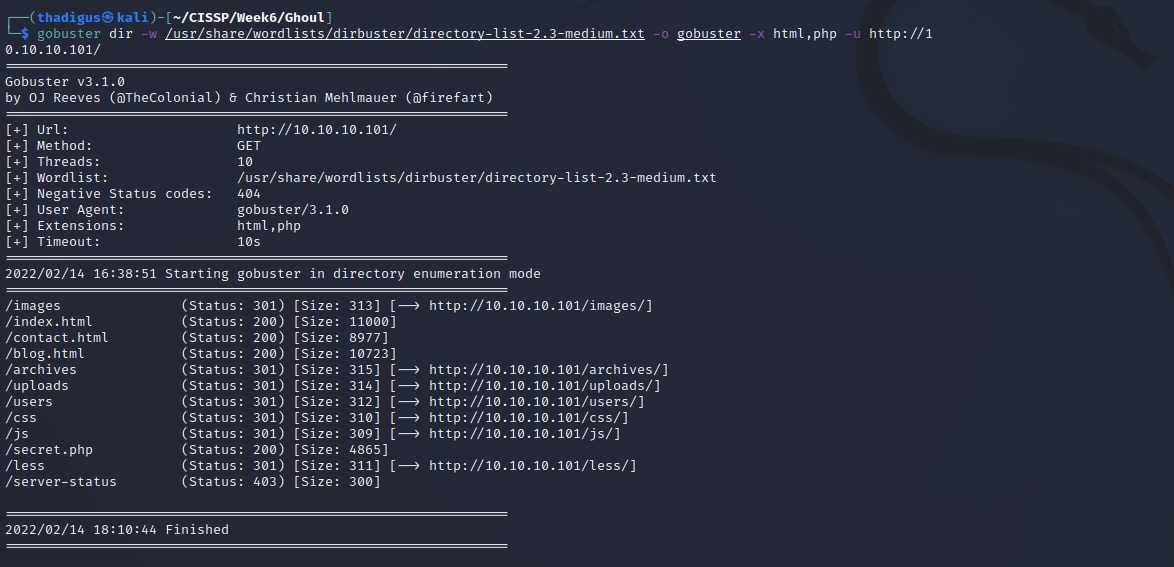 ┌──(thadigus㉿kali)-[~/CISSP/Week6/Ghoul]
└─$ gobuster dir -w /usr/share/wordlists/dirbuster/directory-list-2.3-medium.txt -o gobuster -x html,php -u http://1
0.10.10.101/
===============================================================
Gobuster v3.1.0
by OJ Reeves (@TheColonial) & Christian Mehlmauer (@firefart)
===============================================================
[+] Url:                     http://10.10.10.101/
[+] Method:                  GET
[+] Threads:                 10
[+] Wordlist:                /usr/share/wordlists/dirbuster/directory-list-2.3-medium.txt
[+] Negative Status codes:   404
[+] User Agent:              gobuster/3.1.0
[+] Extensions:              html,php
[+] Timeout:                 10s
===============================================================
2022/02/14 16:38:51 Starting gobuster in directory enumeration mode
===============================================================
/images               (Status: 301) [Size: 313] [--> http://10.10.10.101/images/]
/index.html           (Status: 200) [Size: 11000]
/contact.html         (Status: 200) [Size: 8977]
/blog.html            (Status: 200) [Size: 10723]
/archives             (Status: 301) [Size: 315] [--> http://10.10.10.101/archives/]
/uploads              (Status: 301) [Size: 314] [--> http://10.10.10.101/uploads/]
/users                (Status: 301) [Size: 312] [--> http://10.10.10.101/users/]
/css                  (Status: 301) [Size: 310] [--> http://10.10.10.101/css/]
/js                   (Status: 301) [Size: 309] [--> http://10.10.10.101/js/]
/secret.php           (Status: 200) [Size: 4865]
/less                 (Status: 301) [Size: 311] [--> http://10.10.10.101/less/]
/server-status        (Status: 403) [Size: 300]
===============================================================
2022/02/14 18:10:44 Finished
===============================================================